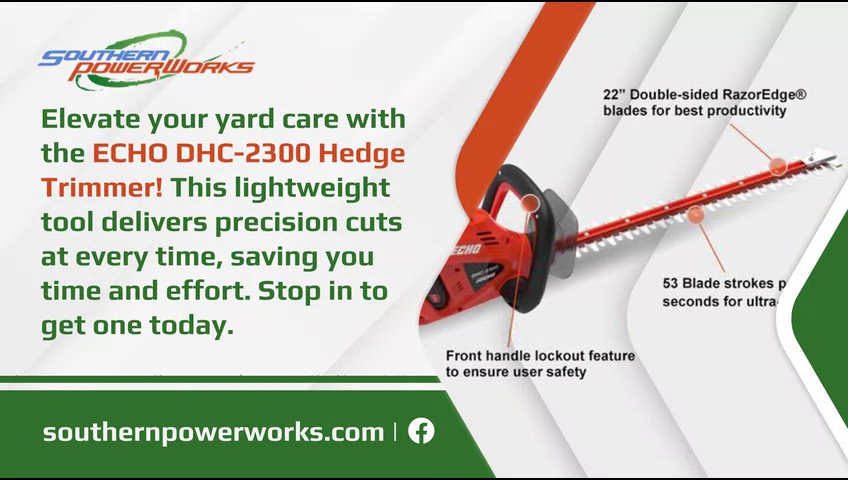 SOUTHERN
POWERWORKS
Elevate your yard care with
the ECHO DHC-2300 Hedge
Trimmer! This lightweight
tool delivers precision cuts
at every time, saving you
time and effort. Stop in to
get one today.
22” Double-sided RazorEdge®
blades for best productivity
ECHO
53 Blade strokes p
seconds for ultra-
Front handle lockout feature
to ensure user safety
southernpowerworks.com |